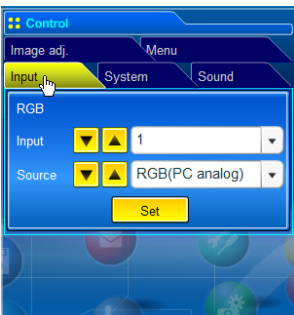 Control
Image adj. Menu
Input System Sound
RGB
Input 1
Source RGB(PC analog)
Set